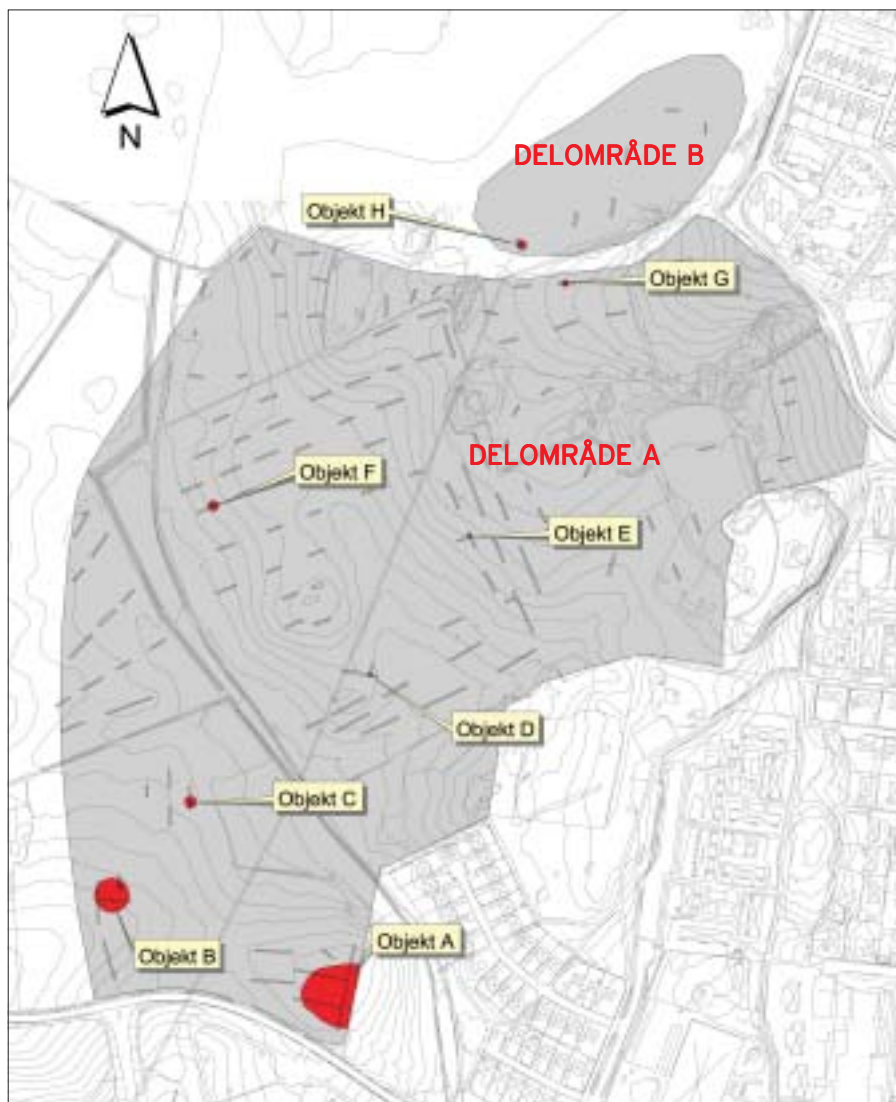 N
DELOMRÅDE B
Objekt H
Objekt G
DELOMRÅDE A
Objekt F
Objekt E
Objekt D
Objekt C
Objekt B
Objekt A